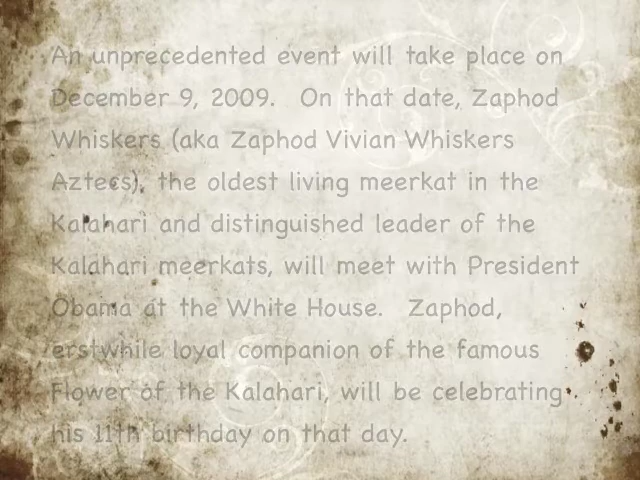 An unprecedented event will take place on
December 9, 2009. On that date, Zaphod
Whiskers (aka Zaphod Vivian Whiskers
Aztecs), the oldest living meerkat in the
Kalahari and distinguished leader of the
Kalahari meerkats, will meet with President
Obama at the White House. Zaphod,
erstwhile loyal companion of the famous
Flower of the Kalahari, will be celebrating
his 11th birthday on that day.